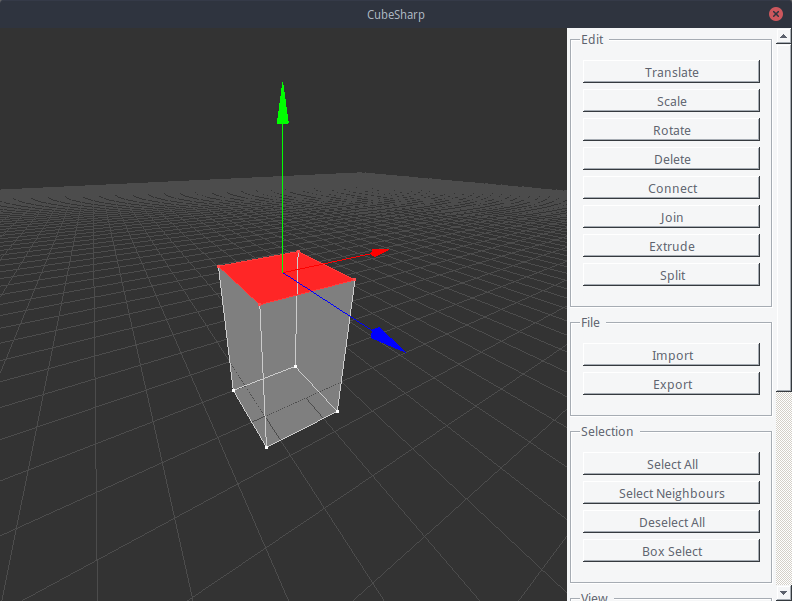 CubeSharp
Edit
Translate
Scale
Rotate
Delete
Connect
Join
Extrude
Split
File
Import
Export
Selection
Select All
Select Neighbours
Deselect All
Box Select
View